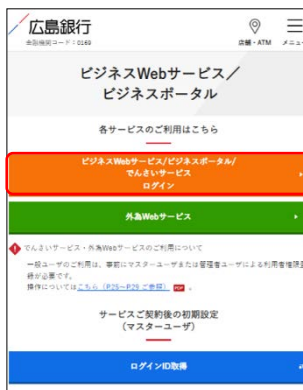 広島銀行
金融機関コード：0169
店舗・ATM
メニュー
ビジネスWebサービス／
ビジネスポータル
各サービスのご利用はこちら
ビジネスWebサービス/ビジネスポータル/
でんさいサービス
ログイン
外為Webサービス
でんさいサービス・外為Webサービスのご利用について
一般ユーザのご利用は、事前にマスターユーザまたは管理者ユーザによる利用者権限登
録が必要です。
操作についてはこちら（P25～P29ご参照） PDF 。
サービスご契約後の初期設定
（マスターユーザ）
ログインID取得